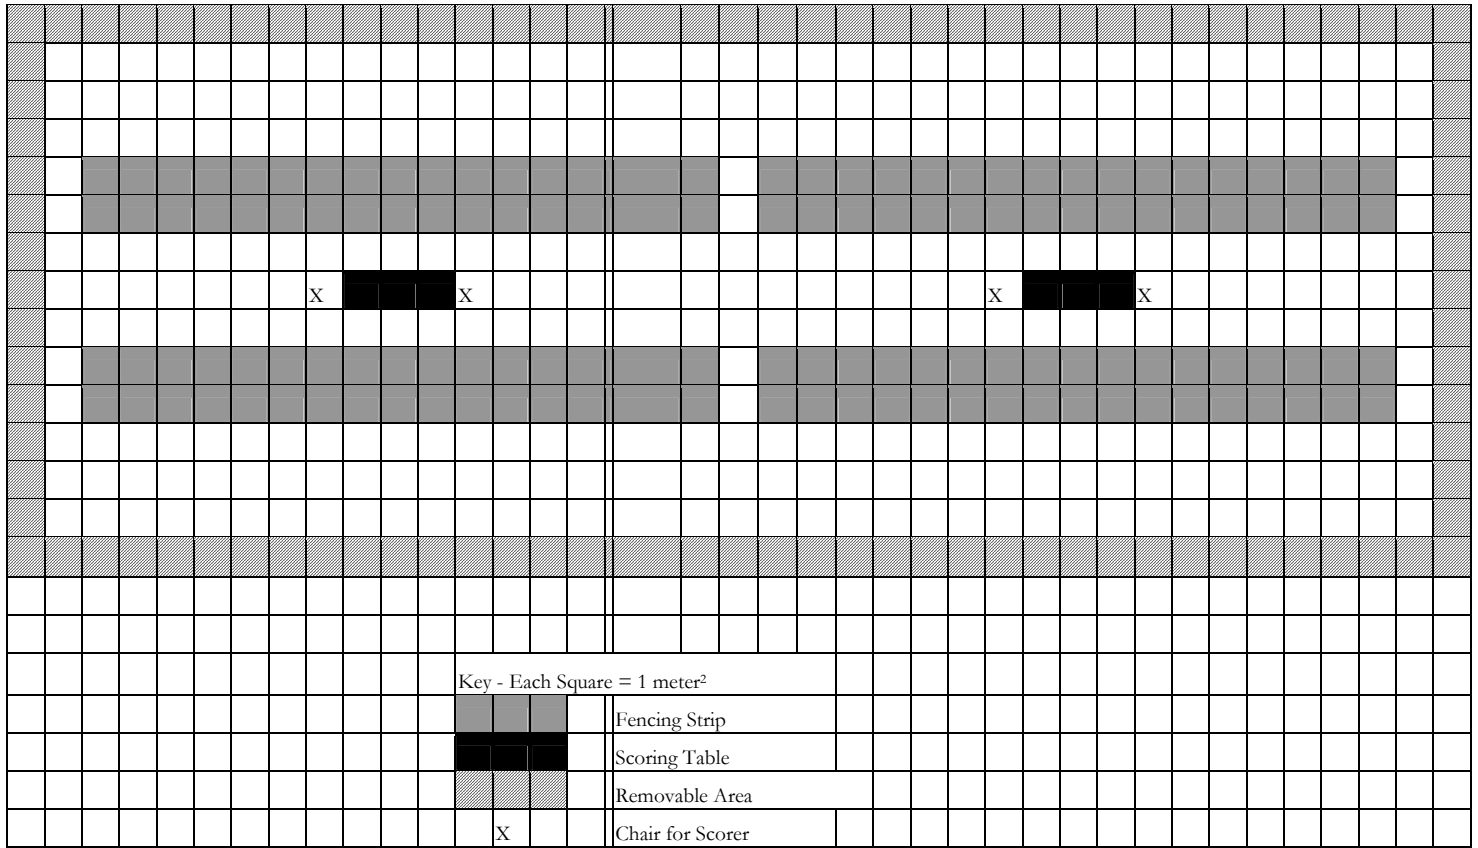 X X X X
Key - Each Square = 1 meter²
Fencing Strip
Scoring Table
Removable Area
X Chair for Scorer